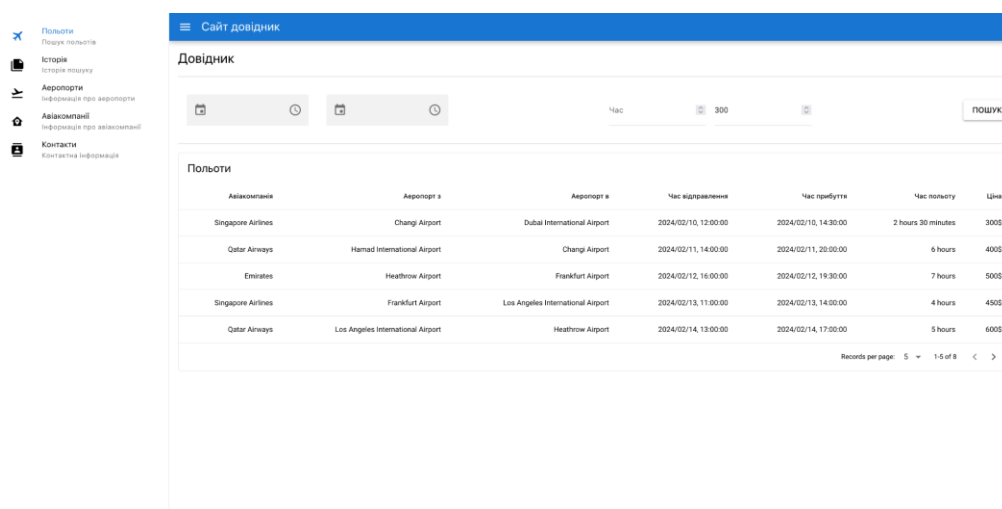 Польоти
Пошук польотів
Історія
Історія пошуку
Аеропорти
Інформація про аеропорти
Авіакомпанії
Інформація про авіакомпанії
Контакти
Контактна інформація
Сайт довідник
Довідник
Час 300 ПОШУК
Польоти
Авіакомпанія Аеропорт з Аеропорт в Час відправлення Час прибуття Час польоту Ціна
Singapore Airlines Changi Airport Dubai International Airport 2024/02/10, 12:00:00 2024/02/10, 14:30:00 2 hours 30 minutes 300$
Qatar Airways Hamad International Airport Changi Airport 2024/02/11, 14:00:00 2024/02/11, 20:00:00 6 hours 400$
Emirates Heathrow Airport Frankfurt Airport 2024/02/12, 16:00:00 2024/02/12, 19:30:00 7 hours 500$
Singapore Airlines Frankfurt Airport Los Angeles International Airport 2024/02/13, 11:00:00 2024/02/13, 14:00:00 4 hours 450$
Qatar Airways Los Angeles International Airport Heathrow Airport 2024/02/14, 13:00:00 2024/02/14, 17:00:00 5 hours 600$
Records per page: 5 1-5 of 8